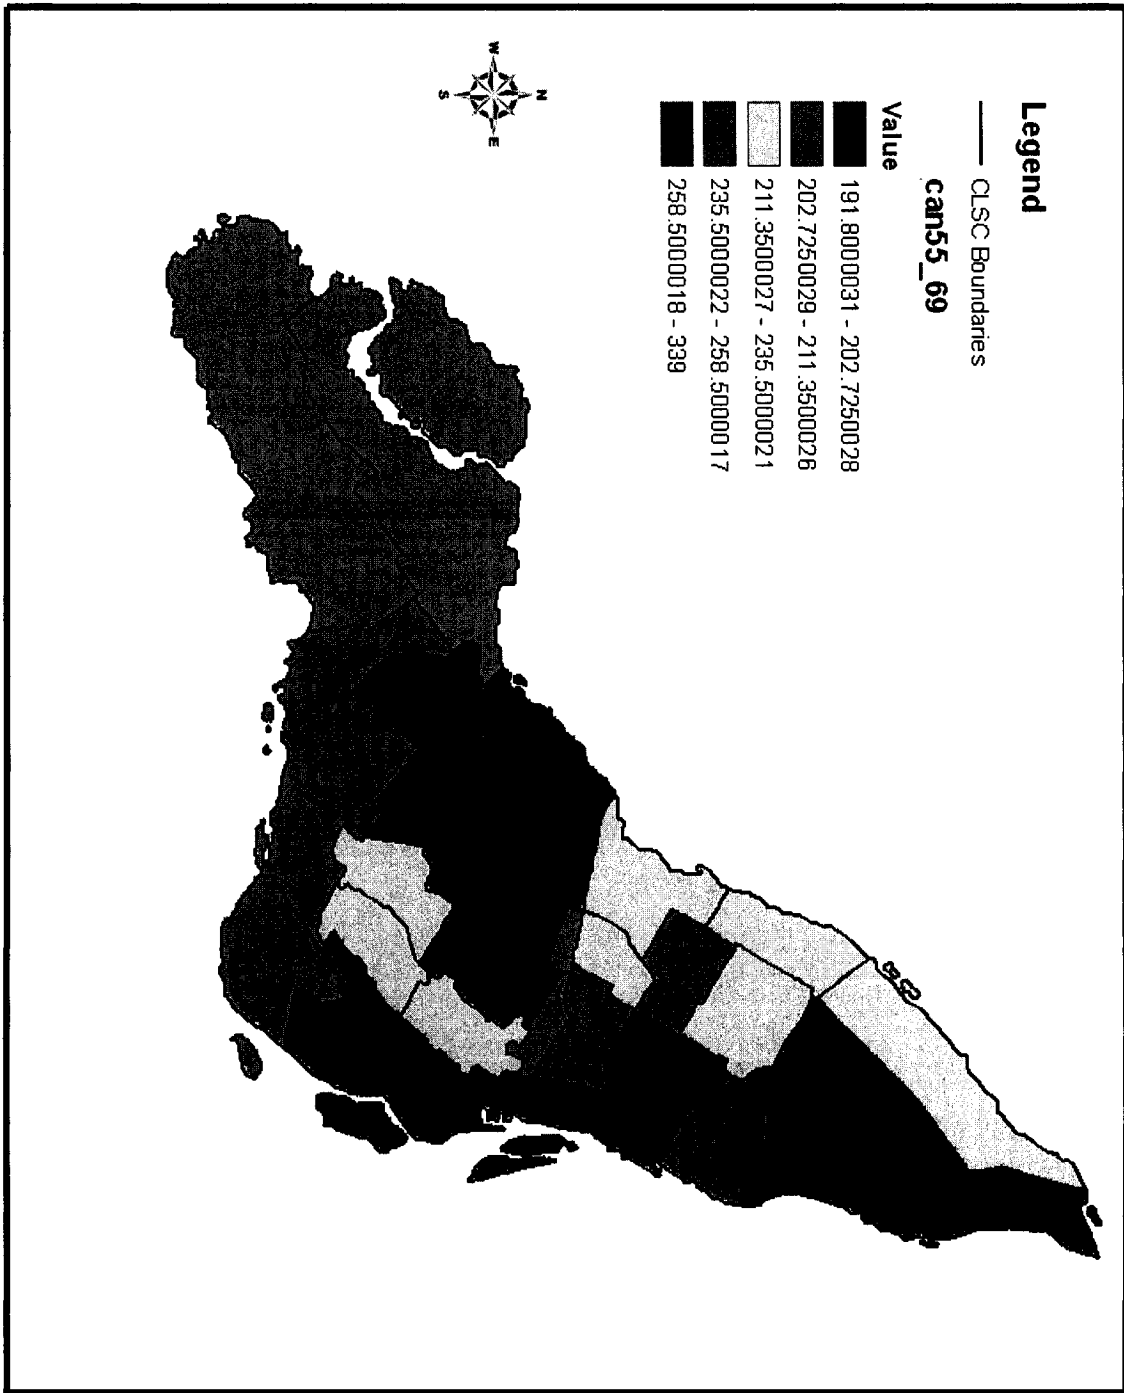 Legend
CLSC Boundaries
can55_69
Value
191.8000031 - 202.7250028
202.7250029 - 211.3500026
211.3500027 - 235.5000021
235.5000022 - 258.5000017
258.5000018 - 339
N
W
E
S